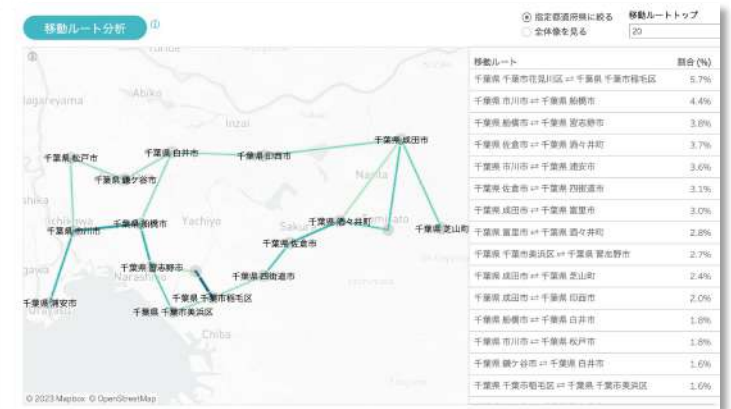 移動ルート分析
指定都道府県に絞る
全体像を見る
移動ルートトップ
20
Abiko
Inzai
Narita
Ichikawa
Yachiyo
Narashino
Chiba
千葉県 成田市
千葉県 白井市
千葉県 印西市
千葉県 松戸市
千葉県 鎌ケ谷市
千葉県 市川市
千葉県 船橋市
千葉県 酒々井町
千葉県 芝山町
千葉県 佐倉市
千葉県 習志野市
千葉県 四街道市
千葉県 千葉市稲毛区
千葉県 浦安市
千葉県 千葉市美浜区
© 2023 Mapbox © OpenStreetMap
移動ルート 割合 (%)
千葉県 千葉市花見川区 ⇄ 千葉県 千葉市稲毛区 5.7%
千葉県 市川市 ⇄ 千葉県 船橋市 4.4%
千葉県 船橋市 ⇄ 千葉県 習志野市 3.8%
千葉県 佐倉市 ⇄ 千葉県 酒々井町 3.7%
千葉県 市川市 ⇄ 千葉県 浦安市 3.6%
千葉県 佐倉市 ⇄ 千葉県 四街道市 3.1%
千葉県 成田市 ⇄ 千葉県 富里市 3.0%
千葉県 富里市 ⇄ 千葉県 酒々井町 2.8%
千葉県 千葉市美浜区 ⇄ 千葉県 習志野市 2.7%
千葉県 成田市 ⇄ 千葉県 芝山町 2.4%
千葉県 成田市 ⇄ 千葉県 印西市 2.0%
千葉県 船橋市 ⇄ 千葉県 白井市 1.8%
千葉県 市川市 ⇄ 千葉県 松戸市 1.8%
千葉県 鎌ケ谷市 ⇄ 千葉県 白井市 1.6%
千葉県 千葉市稲毛区 ⇄ 千葉県 千葉市美浜区 1.6%